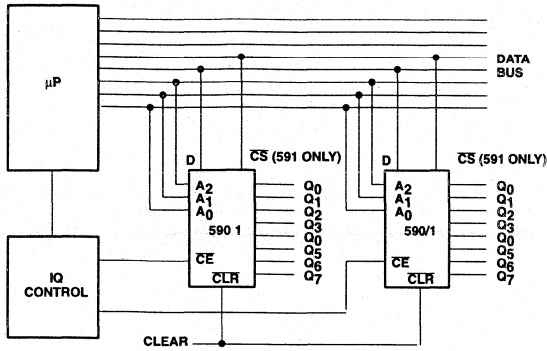 μP
DATA
BUS
D
CS (591 ONLY)
A2
A1
A0
590 1
CE
CLR
Q0
Q1
Q2
Q3
Q0
Q5
Q6
Q7
D
CS (591 ONLY)
A2
A1
A0
590/1
CE
CLR
Q0
Q1
Q2
Q3
Q0
Q5
Q6
Q7
IQ
CONTROL
CLEAR